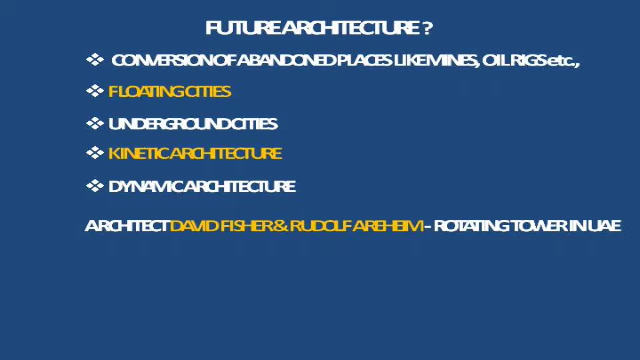 FUTURE ARCHITECTURE ?
❖ CONVERSION OF ABANDONED PLACES LIKE MINES, OIL RIGS etc.,
❖ FLOATING CITIES
❖ UNDERGROUND CITIES
❖ KINETIC ARCHITECTURE
❖ DYNAMIC ARCHITECTURE
ARCHITECT DAVID FISHER & RUDOLF AREHEIM - ROTATING TOWER IN UAE